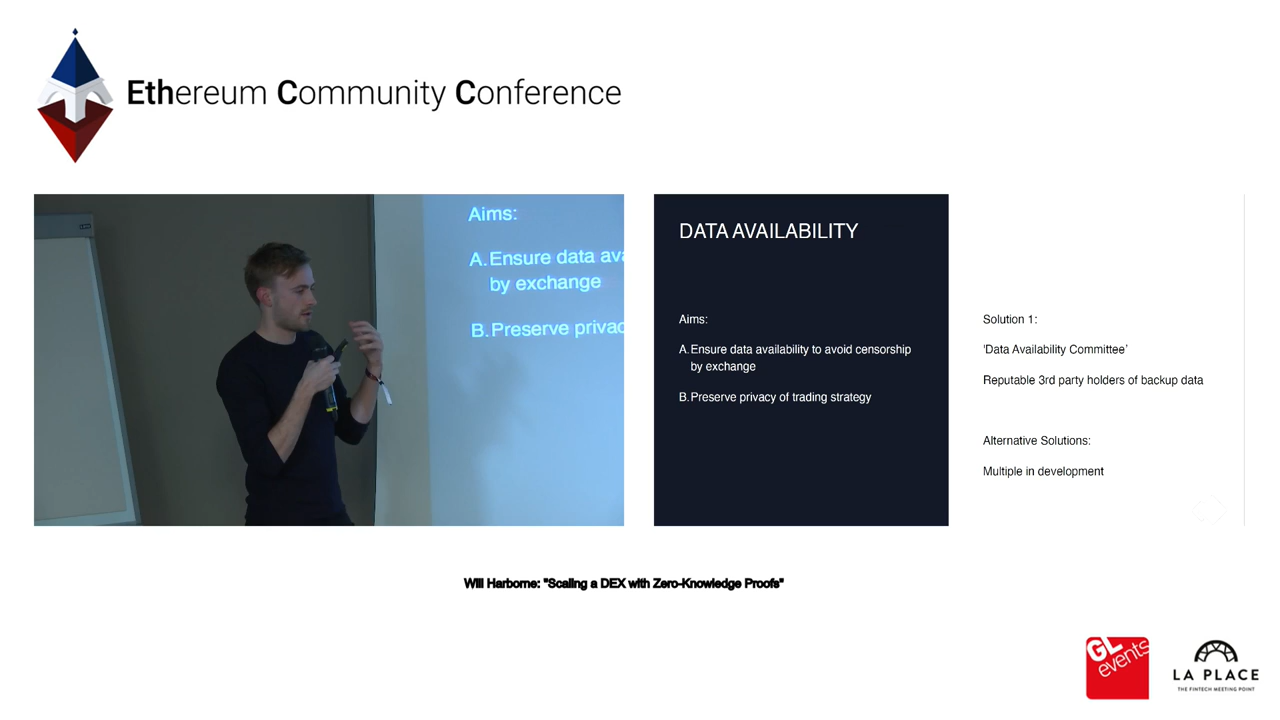 Ethereum Community Conference
Aims:
A. Ensure data ava
by exchange
B. Preserve privac
DATA AVAILABILITY
Aims:
A. Ensure data availability to avoid censorship
by exchange
B. Preserve privacy of trading strategy
Solution 1:
'Data Availability Committee'
Reputable 3rd party holders of backup data
Alternative Solutions:
Multiple in development
Will Harborne: "Scaling a DEX with Zero-Knowledge Proofs"
GL
events
LA PLACE
THE FINTECH MEETING POINT